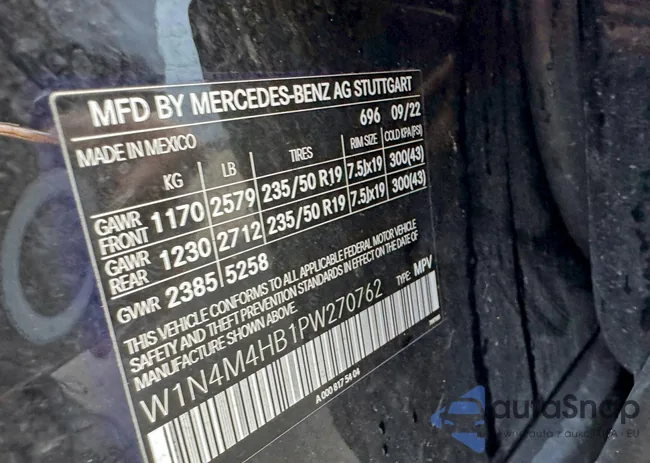 MFD BY MERCEDES-BENZ AG STUTTGART
696 09/22
MADE IN MEXICO
KG LB TIRES RIM SIZE COLD KPA(PSI)
GAWR FRONT 1170 2579 235/50 R19 7.5Jx19 300(43)
GAWR REAR 1230 2712 235/50 R19 7.5Jx19 300(43)
GVWR 2385 5258
THIS VEHICLE CONFORMS TO ALL APPLICABLE FEDERAL MOTOR VEHICLE
SAFETY AND THEFT PREVENTION STANDARDS IN EFFECT ON THE DATE OF
MANUFACTURE SHOWN ABOVE.
TYPE: MPV
W1N4M4HB1PW270762
A 000 817 54 04
autoSnap